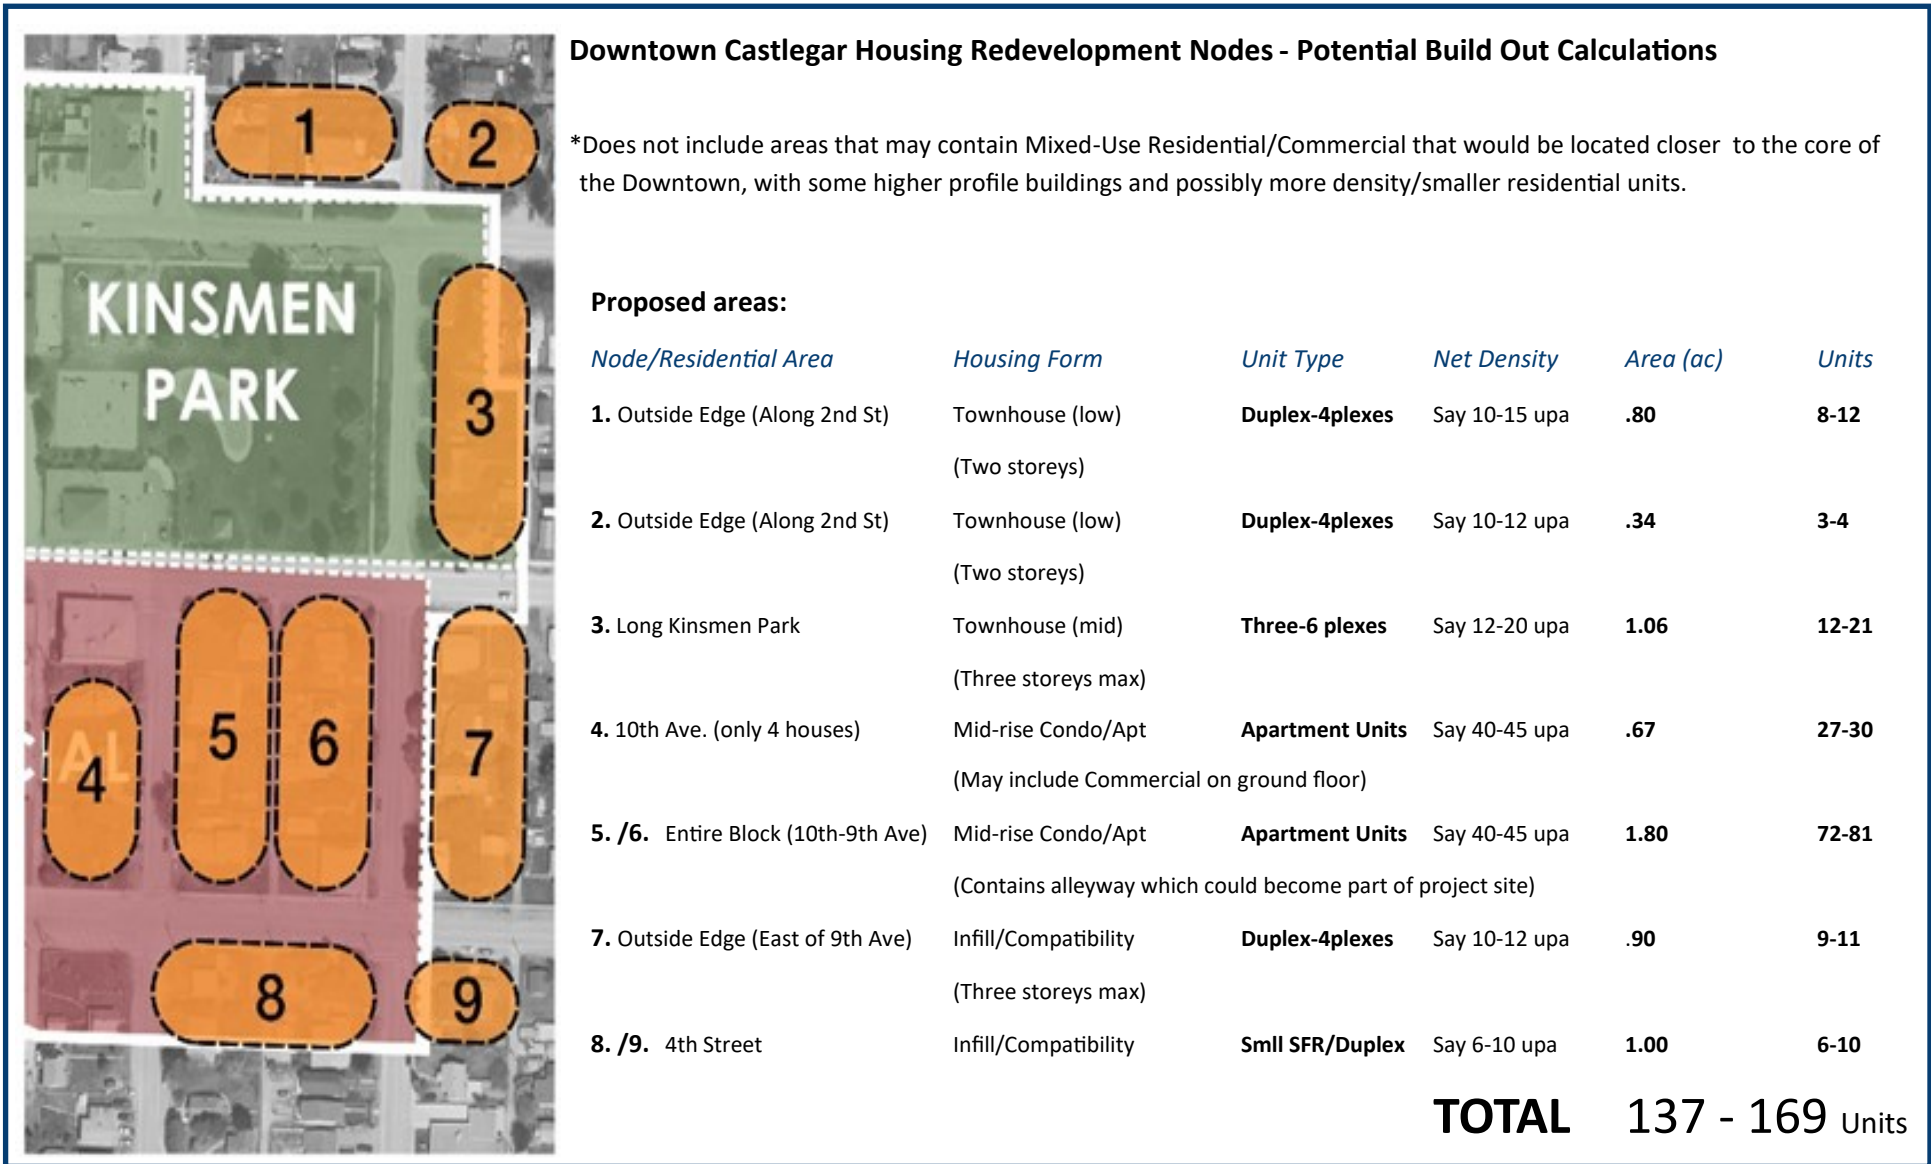 Downtown Castlegar Housing Redevelopment Nodes - Potential Build Out Calculations
*Does not include areas that may contain Mixed-Use Residential/Commercial that would be located closer to the core of
the Downtown, with some higher profile buildings and possibly more density/smaller residential units.
Proposed areas:
Node/Residential Area Housing Form Unit Type Net Density Area (ac) Units
1. Outside Edge (Along 2nd St) Townhouse (low) Duplex-4plexes Say 10-15 upa .80 8-12
(Two storeys)
2. Outside Edge (Along 2nd St) Townhouse (low) Duplex-4plexes Say 10-12 upa .34 3-4
(Two storeys)
3. Long Kinsmen Park Townhouse (mid) Three-6 plexes Say 12-20 upa 1.06 12-21
(Three storeys max)
4. 10th Ave. (only 4 houses) Mid-rise Condo/Apt Apartment Units Say 40-45 upa .67 27-30
(May include Commercial on ground floor)
5. /6. Entire Block (10th-9th Ave) Mid-rise Condo/Apt Apartment Units Say 40-45 upa 1.80 72-81
(Contains alleyway which could become part of project site)
7. Outside Edge (East of 9th Ave) Infill/Compatibility Duplex-4plexes Say 10-12 upa .90 9-11
(Three storeys max)
8. /9. 4th Street Infill/Compatibility Smll SFR/Duplex Say 6-10 upa 1.00 6-10
TOTAL 137 - 169 Units
1
2
KINSMEN
PARK
3
4
5
6
7
8
9